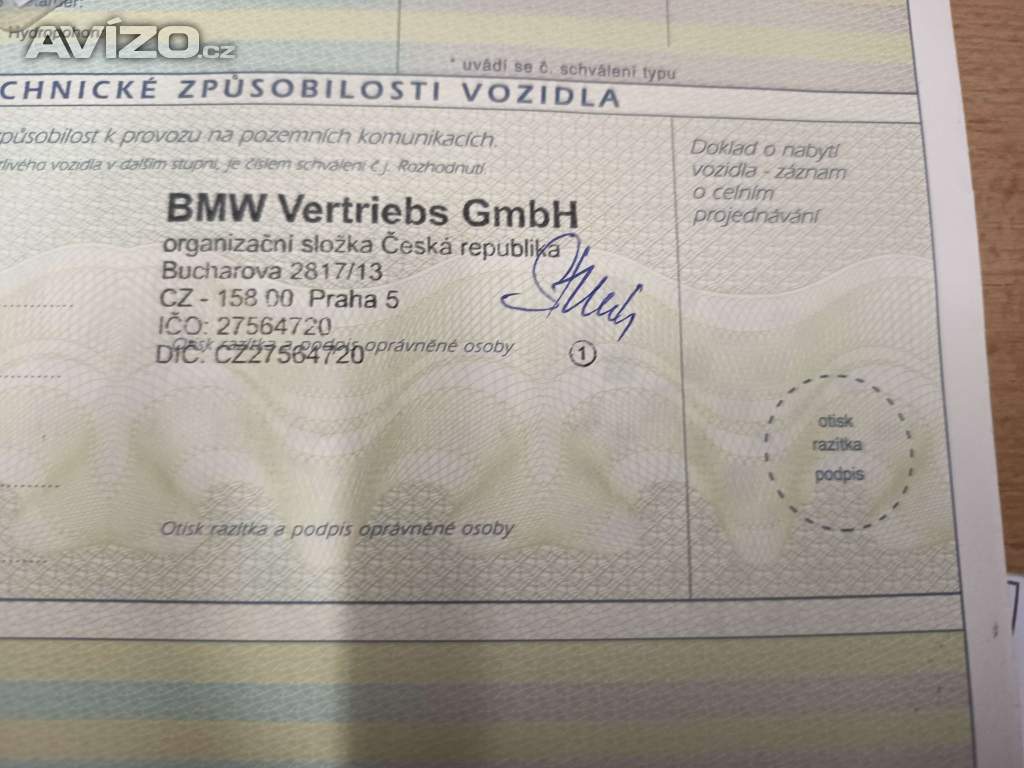 Hydropohon
AVÍZO.cz
* uvádí se č. schválení typu
CHNICKÉ ZPŮSOBILOSTI VOZIDLA
způsobilost k provozu na pozemních komunikacích.
vozidla v dalším stupni, je číslem schválení č.j. Rozhodnutí.
Doklad o nabytí
vozidla - záznam
o celním
projednávání
BMW Vertriebs GmbH
organizační složka Česká republika
Bucharova 2817/13
CZ - 158 00 Praha 5
IČO: 27564720
Otisk razítka a podpis oprávněné osoby
DIČ: CZ27564720
1
otisk
razítka
podpis
Otisk razítka a podpis oprávněné osoby